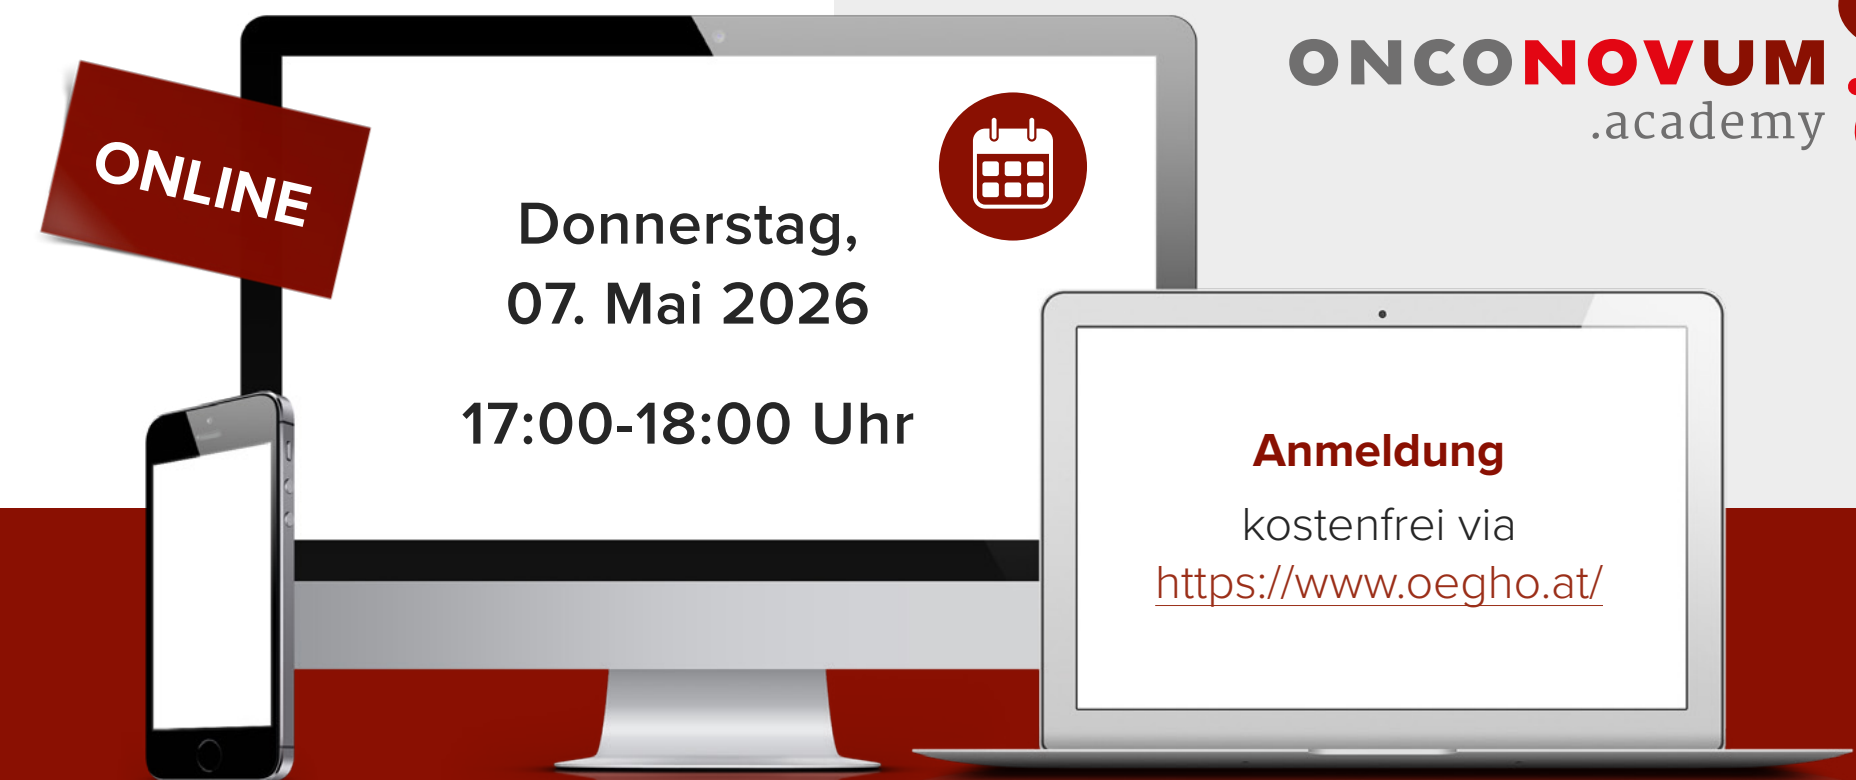 ONCONOVUM
.academy
ONLINE
Donnerstag,
07. Mai 2026
17:00-18:00 Uhr
Anmeldung
kostenfrei via
https://www.oegho.at/